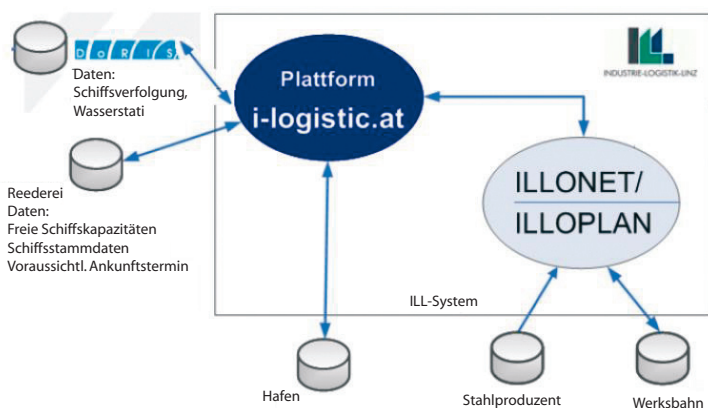 DoRIS
Daten:
Schiffsverfolgung,
Wasserstati
Plattform
i-logistic.at
ILL
INDUSTRIE-LOGISTIK-LINZ
Reederei
Daten:
Freie Schiffskapazitäten
Schiffsstammdaten
Voraussichtl. Ankunftstermin
ILLONET/
ILLOPLAN
ILL-System
Hafen
Stahlproduzent
Werksbahn